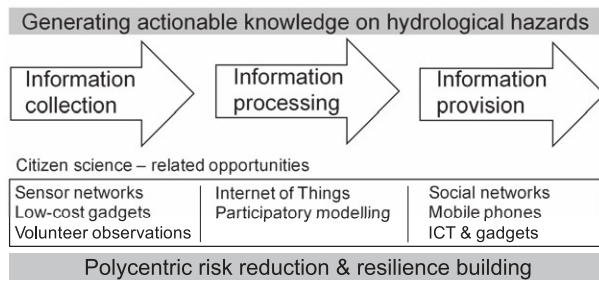 Generating actionable knowledge on hydrological hazards
Information
collection
Information
processing
Information
provision
Citizen science – related opportunities
Sensor networks
Low-cost gadgets
Volunteer observations
Internet of Things
Participatory modelling
Social networks
Mobile phones
ICT & gadgets
Polycentric risk reduction & resilience building